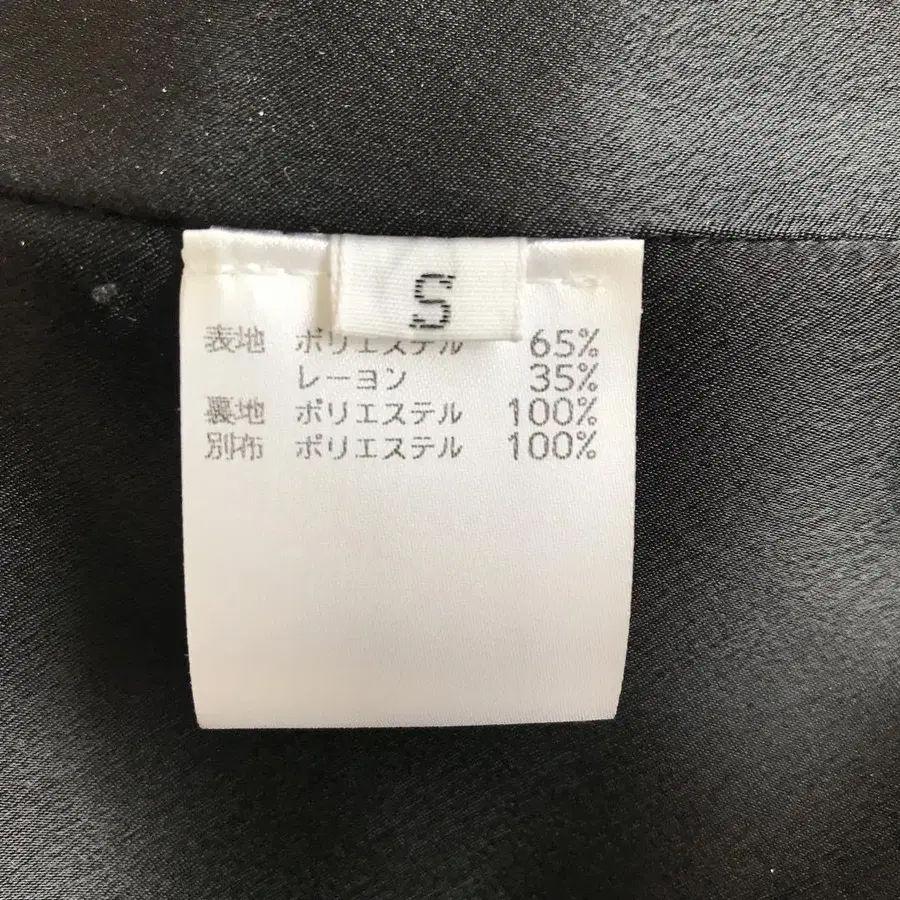 S
表地 ポリエステル 65%
レーヨン 35%
裏地 ポリエステル 100%
別布 ポリエステル 100%